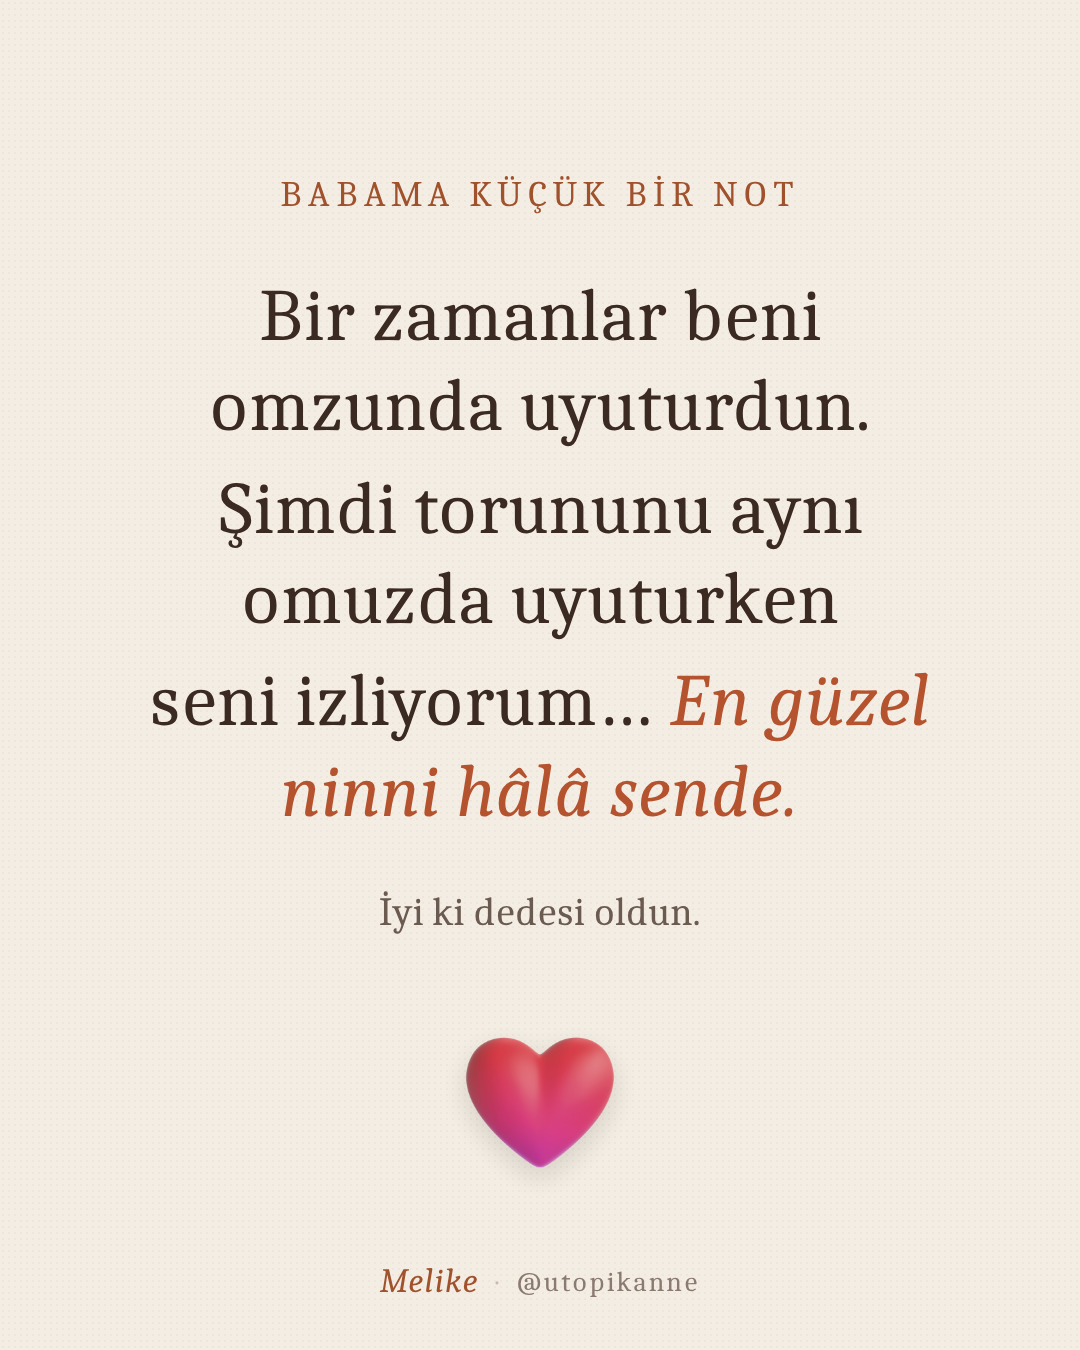 BABAMA KÜÇÜK BİR NOT
Bir zamanlar beni
omzunda uyuturdun.
Şimdi torununu aynı
omuzda uyuturken
seni izliyorum... En güzel
ninni hâlâ sende.
İyi ki dedesi oldun.
Melike · @utopikanne